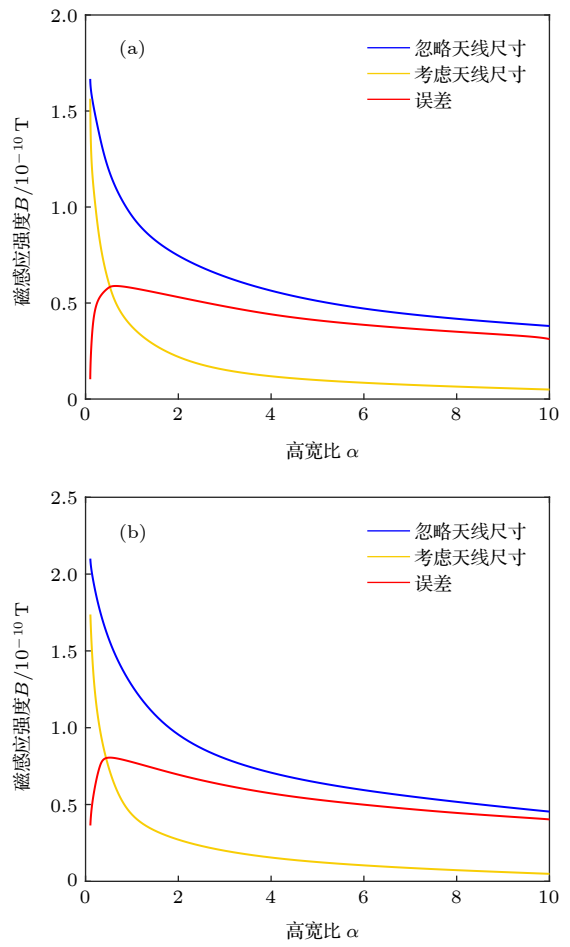 2.0
(a)
忽略天线尺寸
考虑天线尺寸
误差
1.5
1.0
0.5
0
磁感应强度B/10⁻¹⁰ T
0 2 4 6 8 10
高宽比 α
2.5
(b)
忽略天线尺寸
考虑天线尺寸
误差
2.0
1.5
1.0
0.5
0
磁感应强度B/10⁻¹⁰ T
0 2 4 6 8 10
高宽比 α